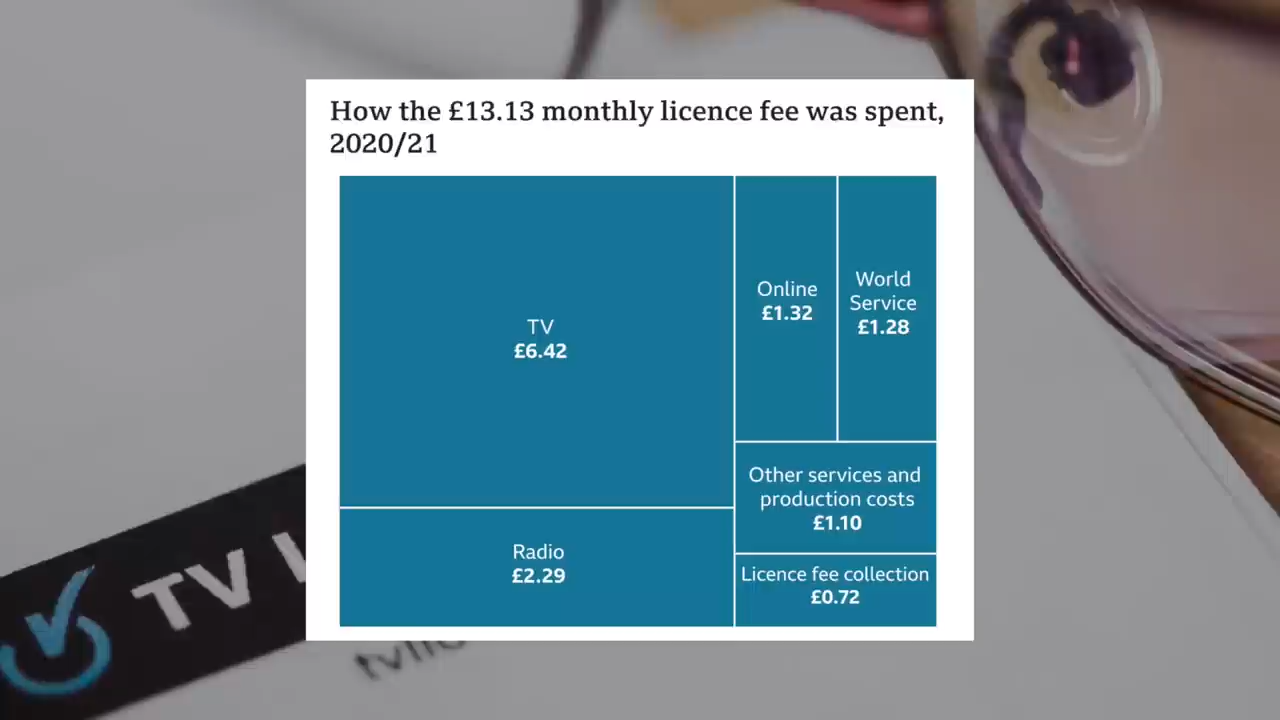 How the £13.13 monthly licence fee was spent,
2020/21
TV
£6.42
Radio
£2.29
Online
£1.32
World
Service
£1.28
Other services and
production costs
£1.10
Licence fee collection
£0.72
TV